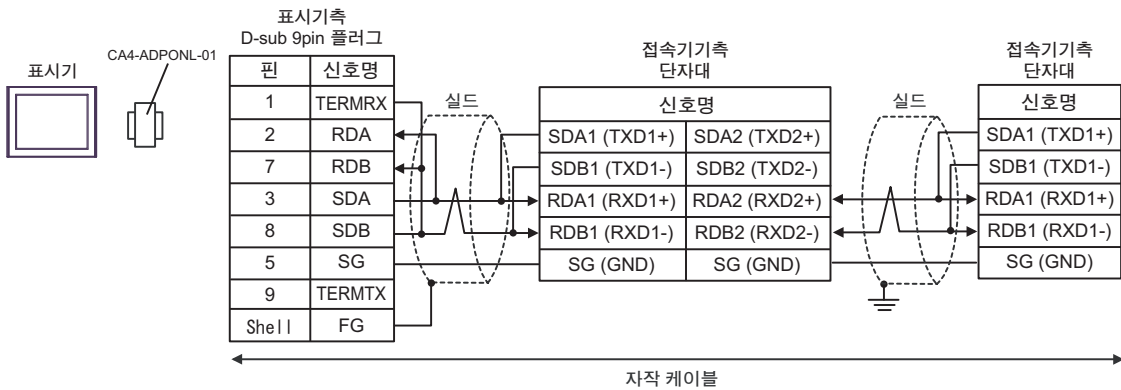 표시기
CA4-ADPONL-01
표시기측
D-sub 9pin 플러그
핀 신호명
1 TERMRX
2 RDA
7 RDB
3 SDA
8 SDB
5 SG
9 TERMTX
Shell FG
실드
접속기기측
단자대
신호명
SDA1 (TXD1+) SDA2 (TXD2+)
SDB1 (TXD1-) SDB2 (TXD2-)
RDA1 (RXD1+) RDA2 (RXD2+)
RDB1 (RXD1-) RDB2 (RXD2-)
SG (GND) SG (GND)
실드
접속기기측
단자대
신호명
SDA1 (TXD1+)
SDB1 (TXD1-)
RDA1 (RXD1+)
RDB1 (RXD1-)
SG (GND)
자작 케이블